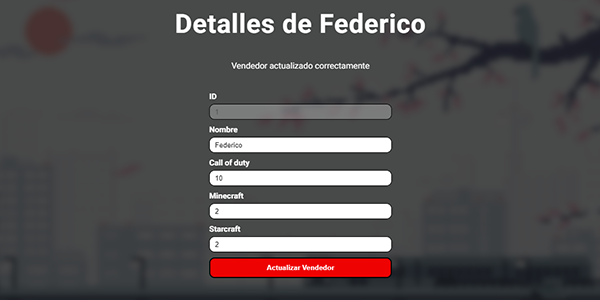 Detalles de Federico
Vendedor actualizado correctamente
ID
1
Nombre
Federico
Call of duty
10
Minecraft
2
Starcraft
2
Actualizar Vendedor